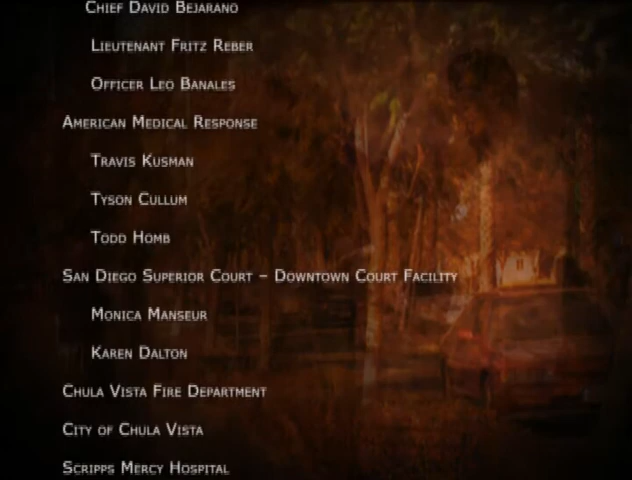 Chief David Bejarano
Lieutenant Fritz Reber
Officer Leo Banales
American Medical Response
Travis Kusman
Tyson Cullum
Todd Homb
San Diego Superior Court – Downtown Court Facility
Monica Manseur
Karen Dalton
Chula Vista Fire Department
City of Chula Vista
Scripps Mercy Hospital